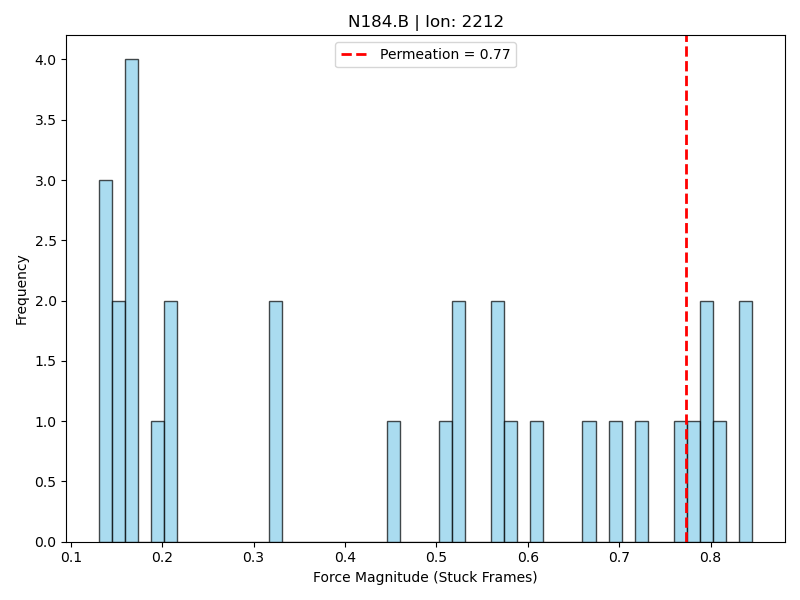 N184.B | Ion: 2212
Permeation = 0.77
4.0
3.5
3.0
2.5
2.0
1.5
1.0
0.5
0.0
Frequency
0.1 0.2 0.3 0.4 0.5 0.6 0.7 0.8
Force Magnitude (Stuck Frames)